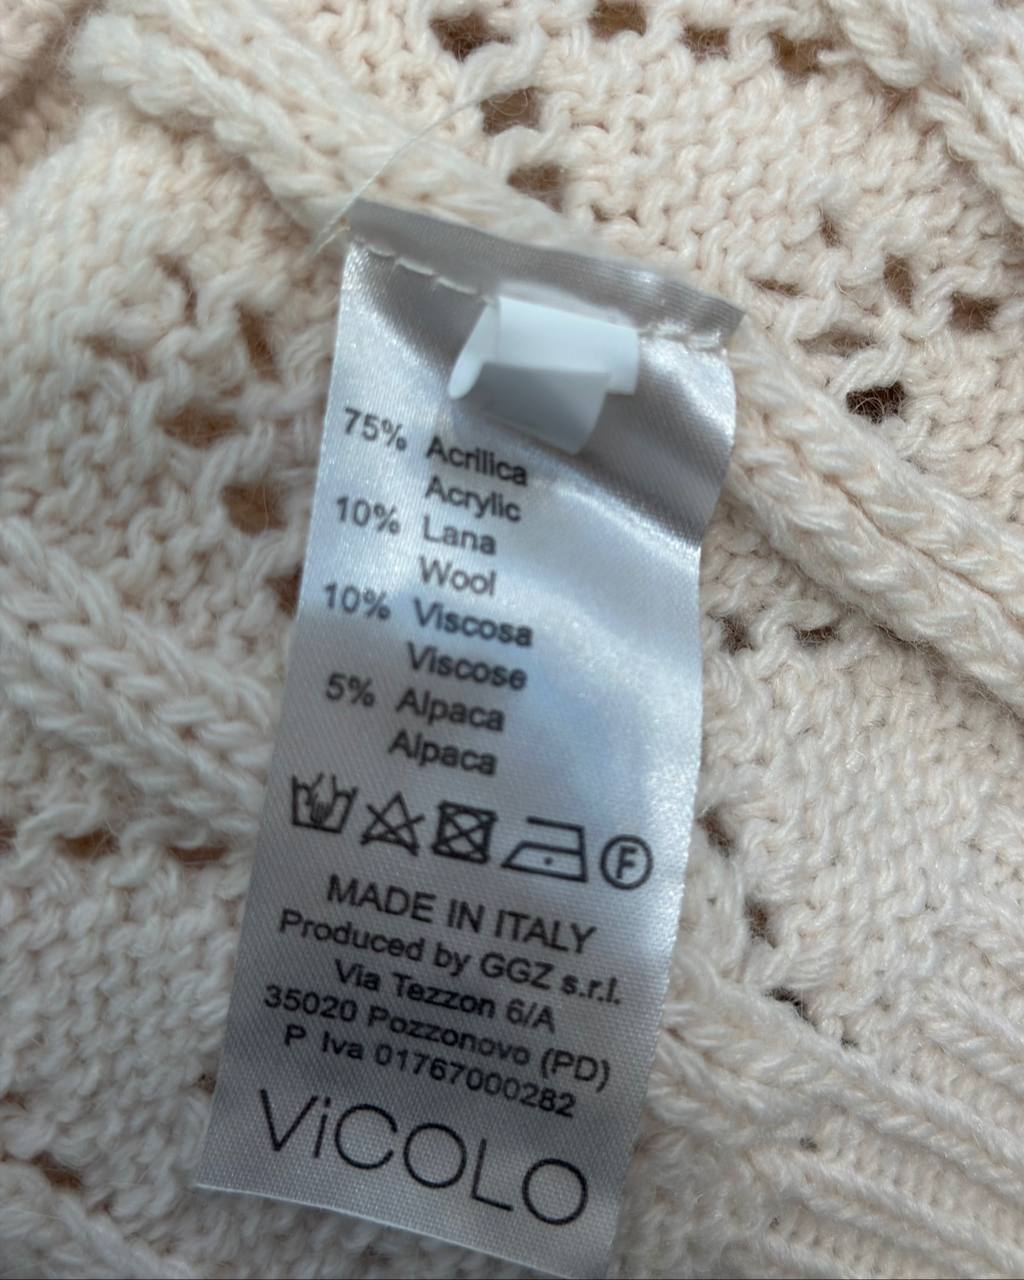 75% Acrilica
Acrylic
10% Lana
Wool
10% Viscosa
Viscose
5% Alpaca
Alpaca
F
MADE IN ITALY
Produced by GGZ s.r.l.
Via Tezzon 6/A
35020 Pozzonovo (PD)
P Iva 01767000282
ViCOLO